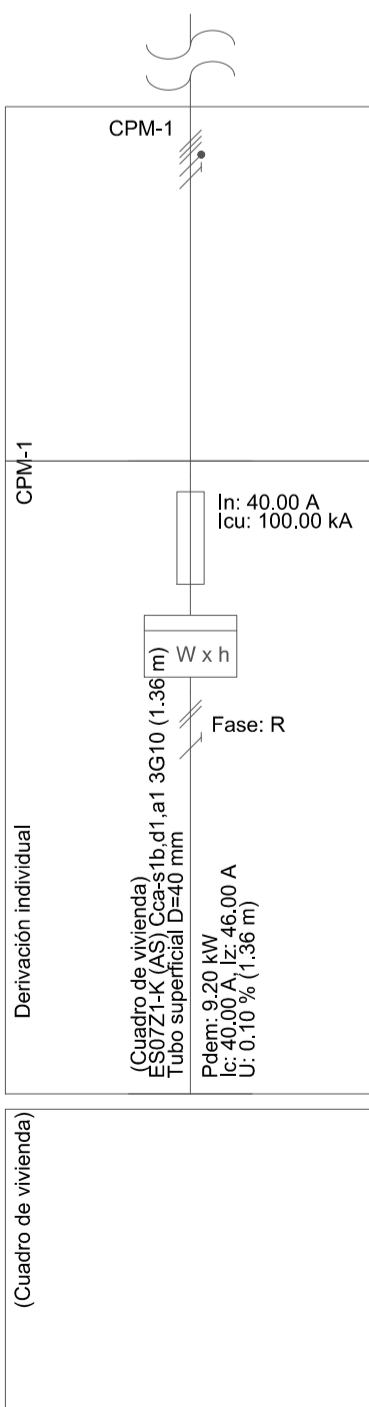 CPM-1
CPM-1
In: 40.00 A
Icu: 100.00 kA
W x h
Fase: R
Derivación individual
(Cuadro de vivienda)
ES07Z1-K (AS) Cca-s1b,d1,a1 3G10 (1.36 m)
Tubo superficial D=40 mm
Pdem: 9.20 kW
Ic: 40.00 A, Iz: 46.00 A
U: 0.10 % (1.36 m)
(Cuadro de vivienda)